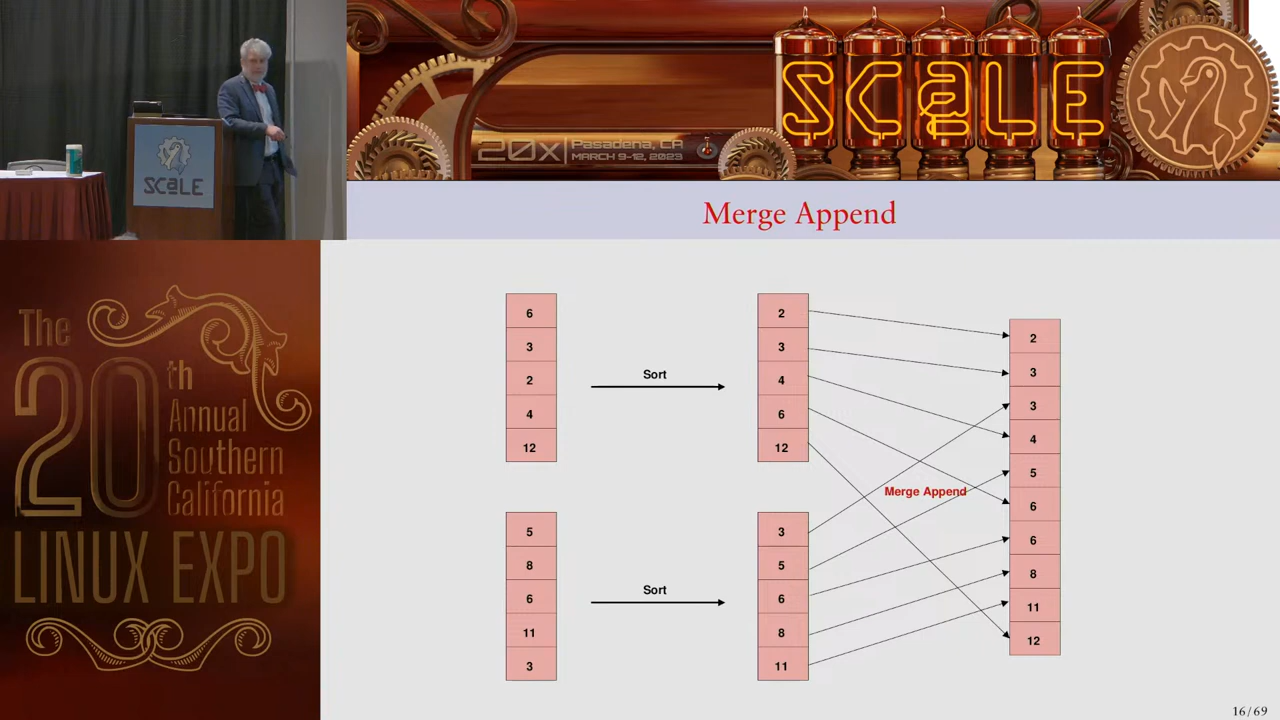 SCaLE
20x
Pasadena, CA
MARCH 9-12, 2023
SCaLE
Merge Append
The
20th
Annual
Southern
California
LINUX EXPO
6
3
2
4
12
Sort
2
3
4
6
12
5
8
6
11
3
Sort
3
5
6
8
11
Merge Append
2
3
3
4
5
6
6
8
11
12
16/69